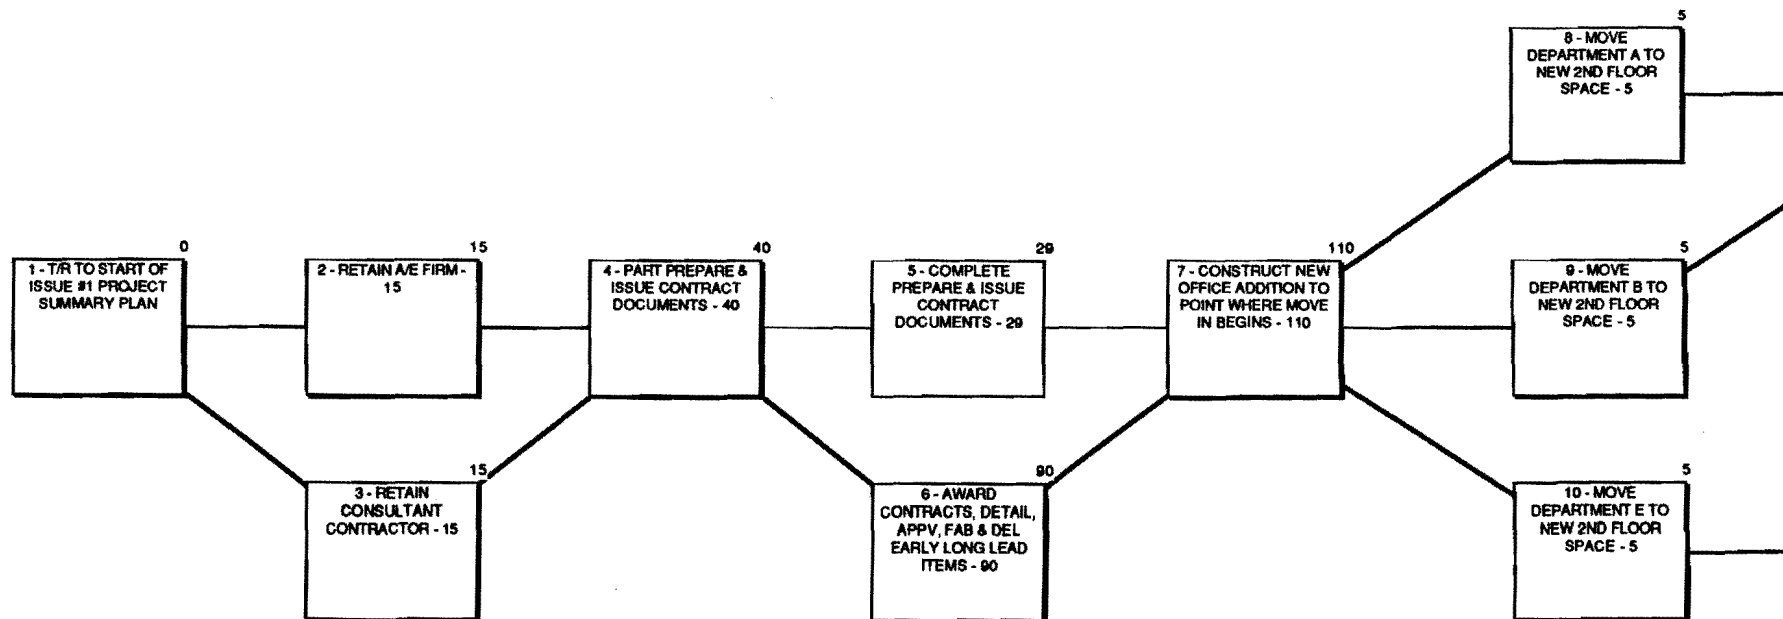 0
1 - T/R TO START OF
ISSUE #1 PROJECT
SUMMARY PLAN
15
2 - RETAIN A/E FIRM -
15
15
3 - RETAIN
CONSULTANT
CONTRACTOR - 15
40
4 - PART PREPARE &
ISSUE CONTRACT
DOCUMENTS - 40
29
5 - COMPLETE
PREPARE & ISSUE
CONTRACT
DOCUMENTS - 29
90
6 - AWARD
CONTRACTS, DETAIL,
APPV, FAB & DEL
EARLY LONG LEAD
ITEMS - 90
110
7 - CONSTRUCT NEW
OFFICE ADDITION TO
POINT WHERE MOVE
IN BEGINS - 110
5
8 - MOVE
DEPARTMENT A TO
NEW 2ND FLOOR
SPACE - 5
5
9 - MOVE
DEPARTMENT B TO
NEW 2ND FLOOR
SPACE - 5
5
10 - MOVE
DEPARTMENT E TO
NEW 2ND FLOOR
SPACE - 5